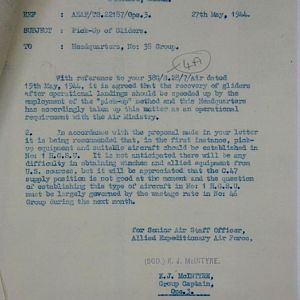 REF : AEAF/TS.22187/Ops.3. 27th May, 1944.
SUBJECT : Pick-Up of Gliders.
TO : Headquarters, No: 38 Group.
With reference to your 38G/S.28/7/Air dated
15th May, 1944, it is agreed that the recovery of gliders
after operational landings should be speeded up by the
employment of the "pick-up" method and this Headquarters
has accordingly taken up this matter as an operational
requirement with the Air Ministry.
2. In accordance with the proposal made in your letter
it is being recommended that, in the first instance, pick-
up equipment and suitable aircraft should be established in
No: 1 H.G.S.U. It is not anticipated there will be any
difficulty in obtaining winches and allied equipment from
U.S. sources, but it will be appreciated that the C.47
supply position is not good at the moment and the question
of establishing this type of aircraft in No: 1 H.G.S.U.
must be largely governed by the wastage rate in No: 46
Group during the next month.
for Senior Air Staff Officer,
Allied Expeditionary Air Force.
(SGD.) K. J. McINTYRE.
K.J. McINTYRE,
Group Captain,
Ops.3.